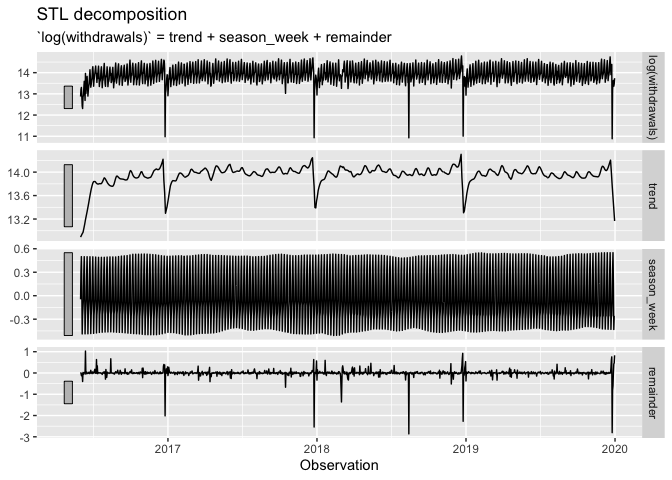 STL decomposition
`log(withdrawals)` = trend + season_week + remainder
14
13
12
11
log(withdrawals)
14.0
13.6
13.2
trend
0.6
0.3
0.0
-0.3
season_week
1
0
-1
-2
-3
remainder
2017
2018
2019
2020
Observation